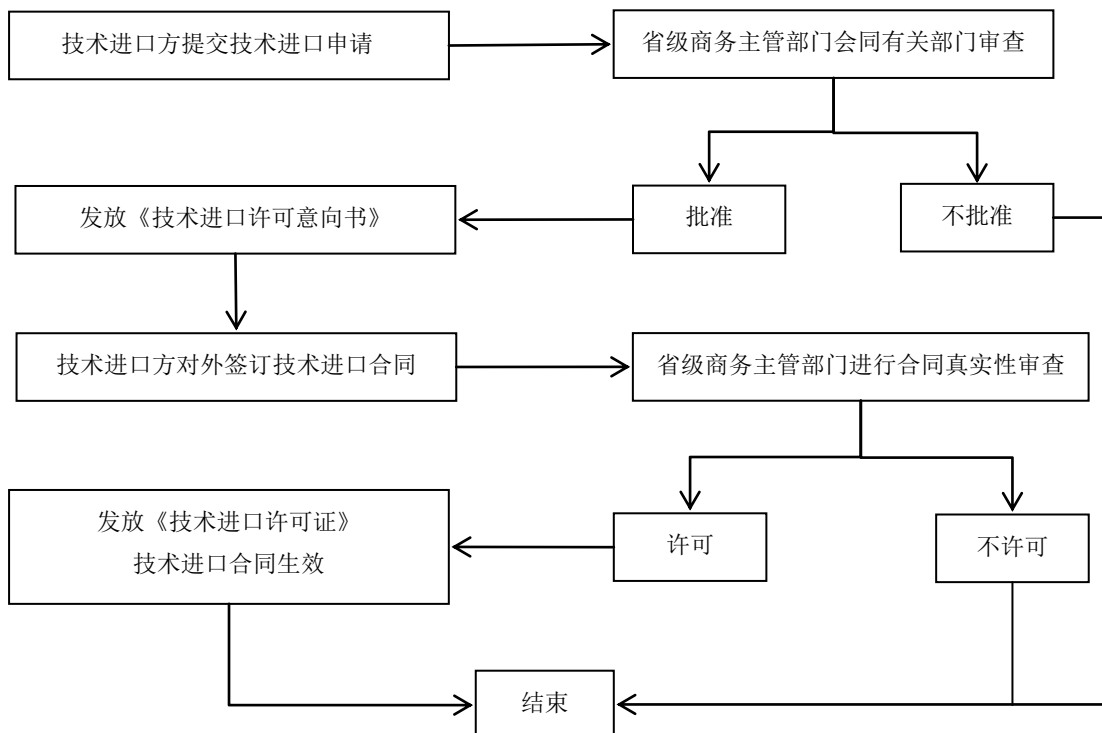 技术进口方提交技术进口申请
省级商务主管部门会同有关部门审查
发放《技术进口许可意向书》
批准
不批准
技术进口方对外签订技术进口合同
省级商务主管部门进行合同真实性审查
发放《技术进口许可证》
技术进口合同生效
许可
不许可
结束